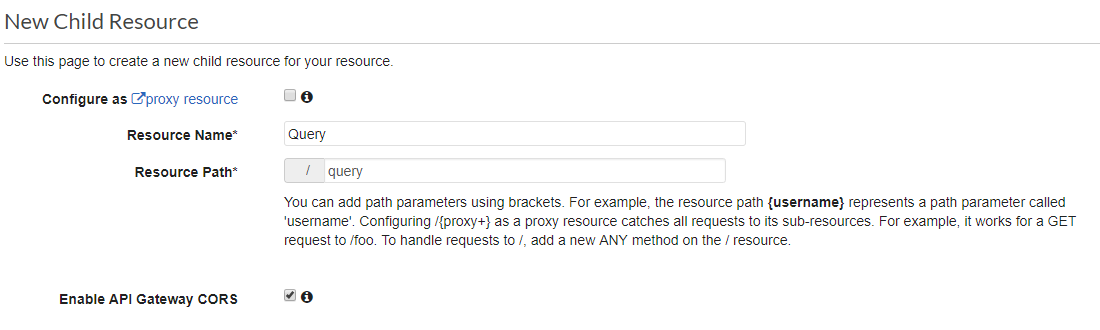 New Child Resource
Use this page to create a new child resource for your resource.
Configure as proxy resource
Resource Name*
Query
Resource Path*
/ query
You can add path parameters using brackets. For example, the resource path {username} represents a path parameter called
'username'. Configuring /{proxy+} as a proxy resource catches all requests to its sub-resources. For example, it works for a GET
request to /foo. To handle requests to /, add a new ANY method on the / resource.
Enable API Gateway CORS